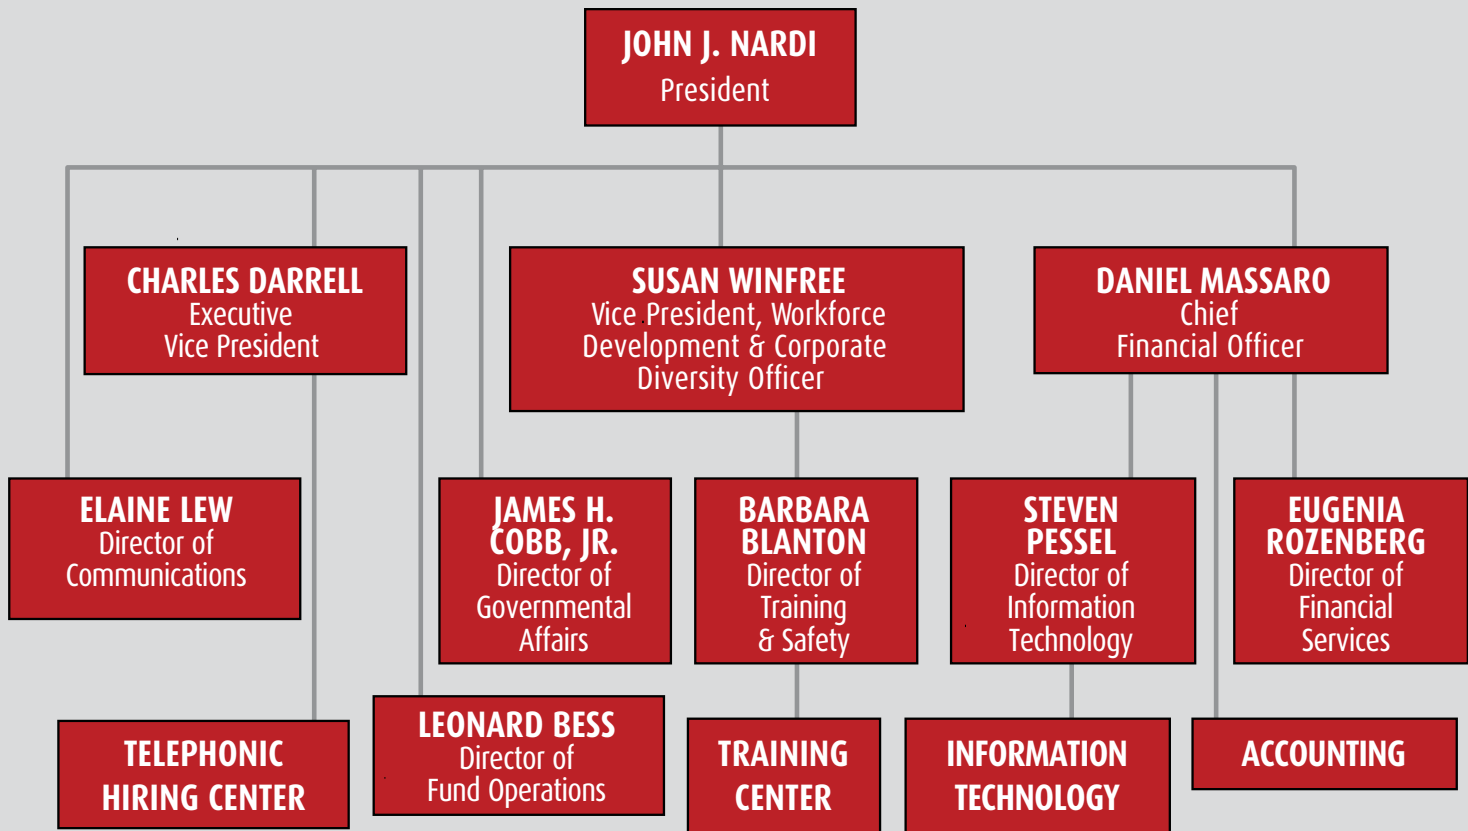 JOHN J. NARDI
President
CHARLES DARRELL
Executive
Vice President
SUSAN WINFREE
Vice President, Workforce
Development & Corporate
Diversity Officer
DANIEL MASSARO
Chief
Financial Officer
ELAINE LEW
Director of
Communications
JAMES H.
COBB, JR.
Director of
Governmental
Affairs
BARBARA
BLANTON
Director of
Training
& Safety
STEVEN
PESSEL
Director of
Information
Technology
EUGENIA
ROZENBERG
Director of
Financial
Services
TELEPHONIC
HIRING CENTER
LEONARD BESS
Director of
Fund Operations
TRAINING
CENTER
INFORMATION
TECHNOLOGY
ACCOUNTING